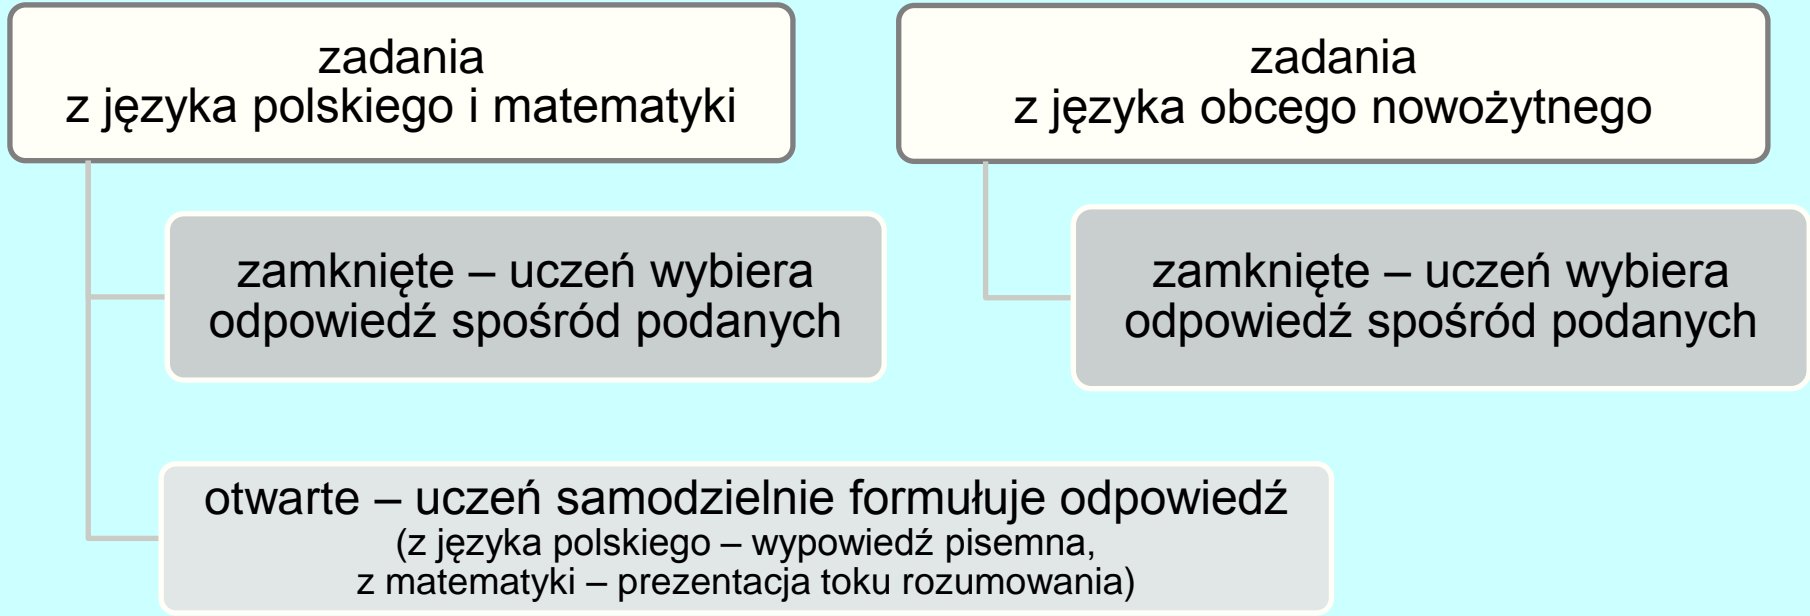 zadania
z języka polskiego i matematyki
zamknięte – uczeń wybiera
odpowiedź spośród podanych
otwarte – uczeń samodzielnie formułuje odpowiedź
(z języka polskiego – wypowiedź pisemna,
z matematyki – prezentacja toku rozumowania)
zadania
z języka obcego nowożytnego
zamknięte – uczeń wybiera
odpowiedź spośród podanych